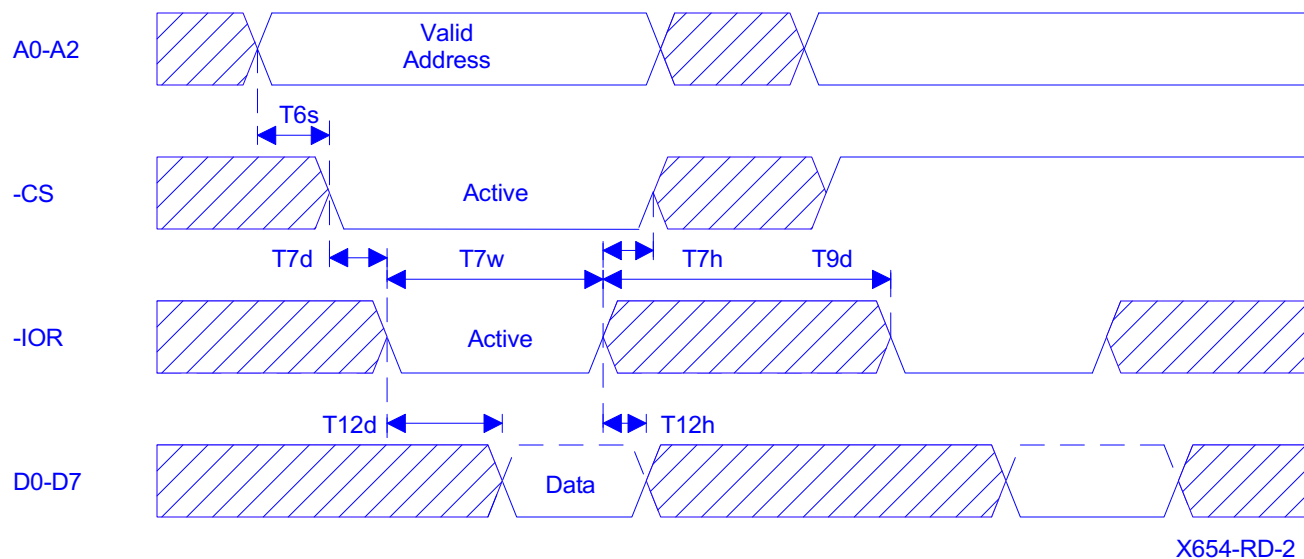 A0-A2
Valid
Address
T6s
-CS
Active
T7d
T7w
T7h
T9d
-IOR
Active
T12d
T12h
D0-D7
Data
X654-RD-2